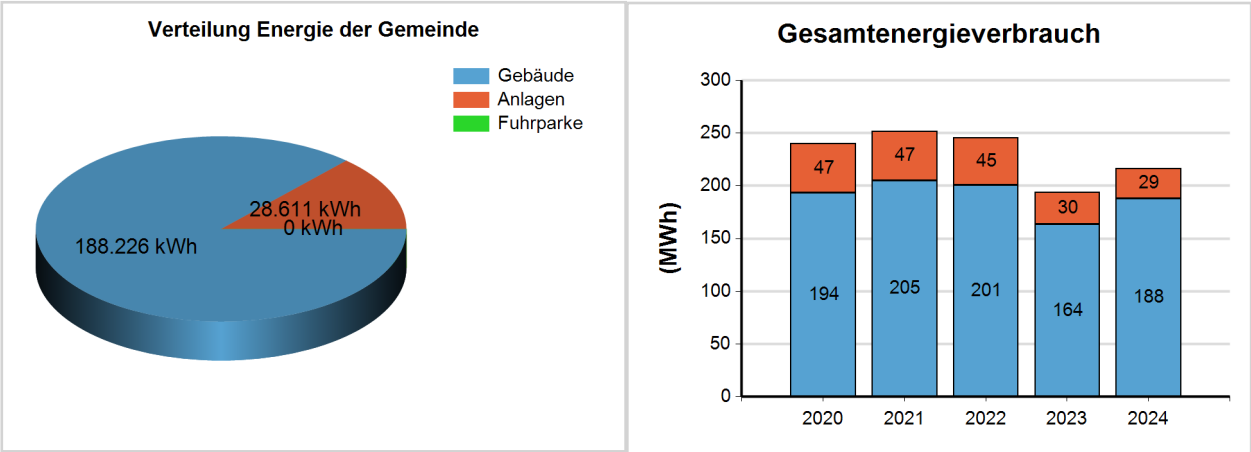 Verteilung Energie der Gemeinde
Gebäude
Anlagen
Fuhrparke
28.611 kWh
0 kWh
188.226 kWh
Gesamtenergieverbrauch
(MWh)
300
250
200
150
100
50
0
47
47
45
30
29
194
205
201
164
188
2020
2021
2022
2023
2024